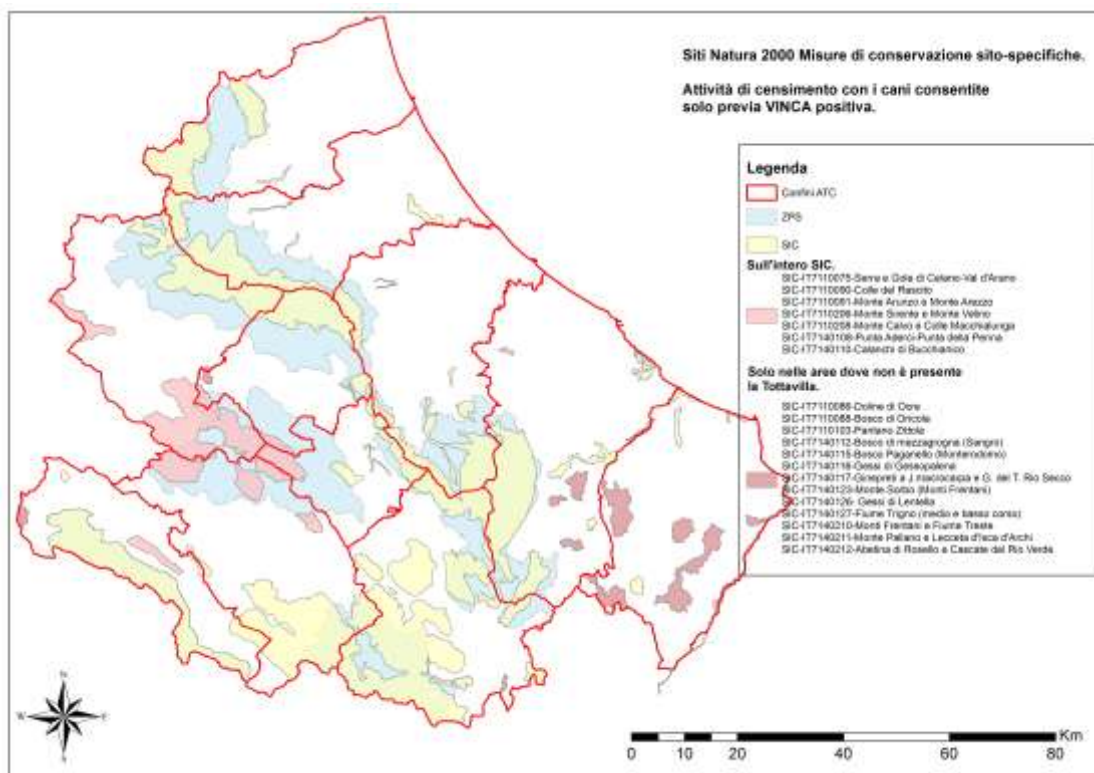 Siti Natura 2000 Misure di conservazione sito-specifiche.
Attività di censimento con i cani consentite
solo previa VINCA positiva.
Legenda
Confini ATC
ZPS
SIC
Sull'intero SIC.
SIC-IT7110075-Serra e Gole di Celano-Val d'Arano
SIC-IT7110090-Colle del Rascito
SIC-IT7110091-Monte Arunzo e Monte Arezzo
SIC-IT7110206-Monte Sirente e Monte Velino
SIC-IT7110208-Monte Calvo e Colle Macchialunga
SIC-IT7140108-Punta Aderci-Punta della Penna
SIC-IT7140110-Calanchi di Bucchianico
Solo nelle aree dove non è presente
la Tottavilla.
SIC-IT7110086-Doline di Ocre
SIC-IT7110088-Bosco di Oricola
SIC-IT7110103-Pantano Zittola
SIC-IT7140112-Bosco di mezzagrogna (Sangro)
SIC-IT7140115-Bosco Paganello (Montenerodomo)
SIC-IT7140116-Gessi di Gessopalena
SIC-IT7140117-Ginepreti a J macrocarpa e G. del T. Rio Secco
SIC-IT7140123-Monte Sorbo (Monti Frentani)
SIC-IT7140126- Gessi di Lentella
SIC-IT7140127-Fiume Trigno (medio e basso corso)
SIC-IT7140210-Monti Frentani e Fiume Treste
SIC-IT7140211-Monte Pallano e Lecceta d'Isca d'Archi
SIC-IT7140212-Abetina di Rosello e Cascate del Rio Verde
N
W
E
S
Km
0 10 20 40 60 80